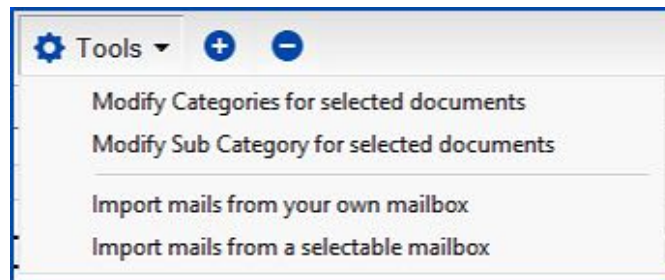 Tools
Modify Categories for selected documents
Modify Sub Category for selected documents
Import mails from your own mailbox
Import mails from a selectable mailbox